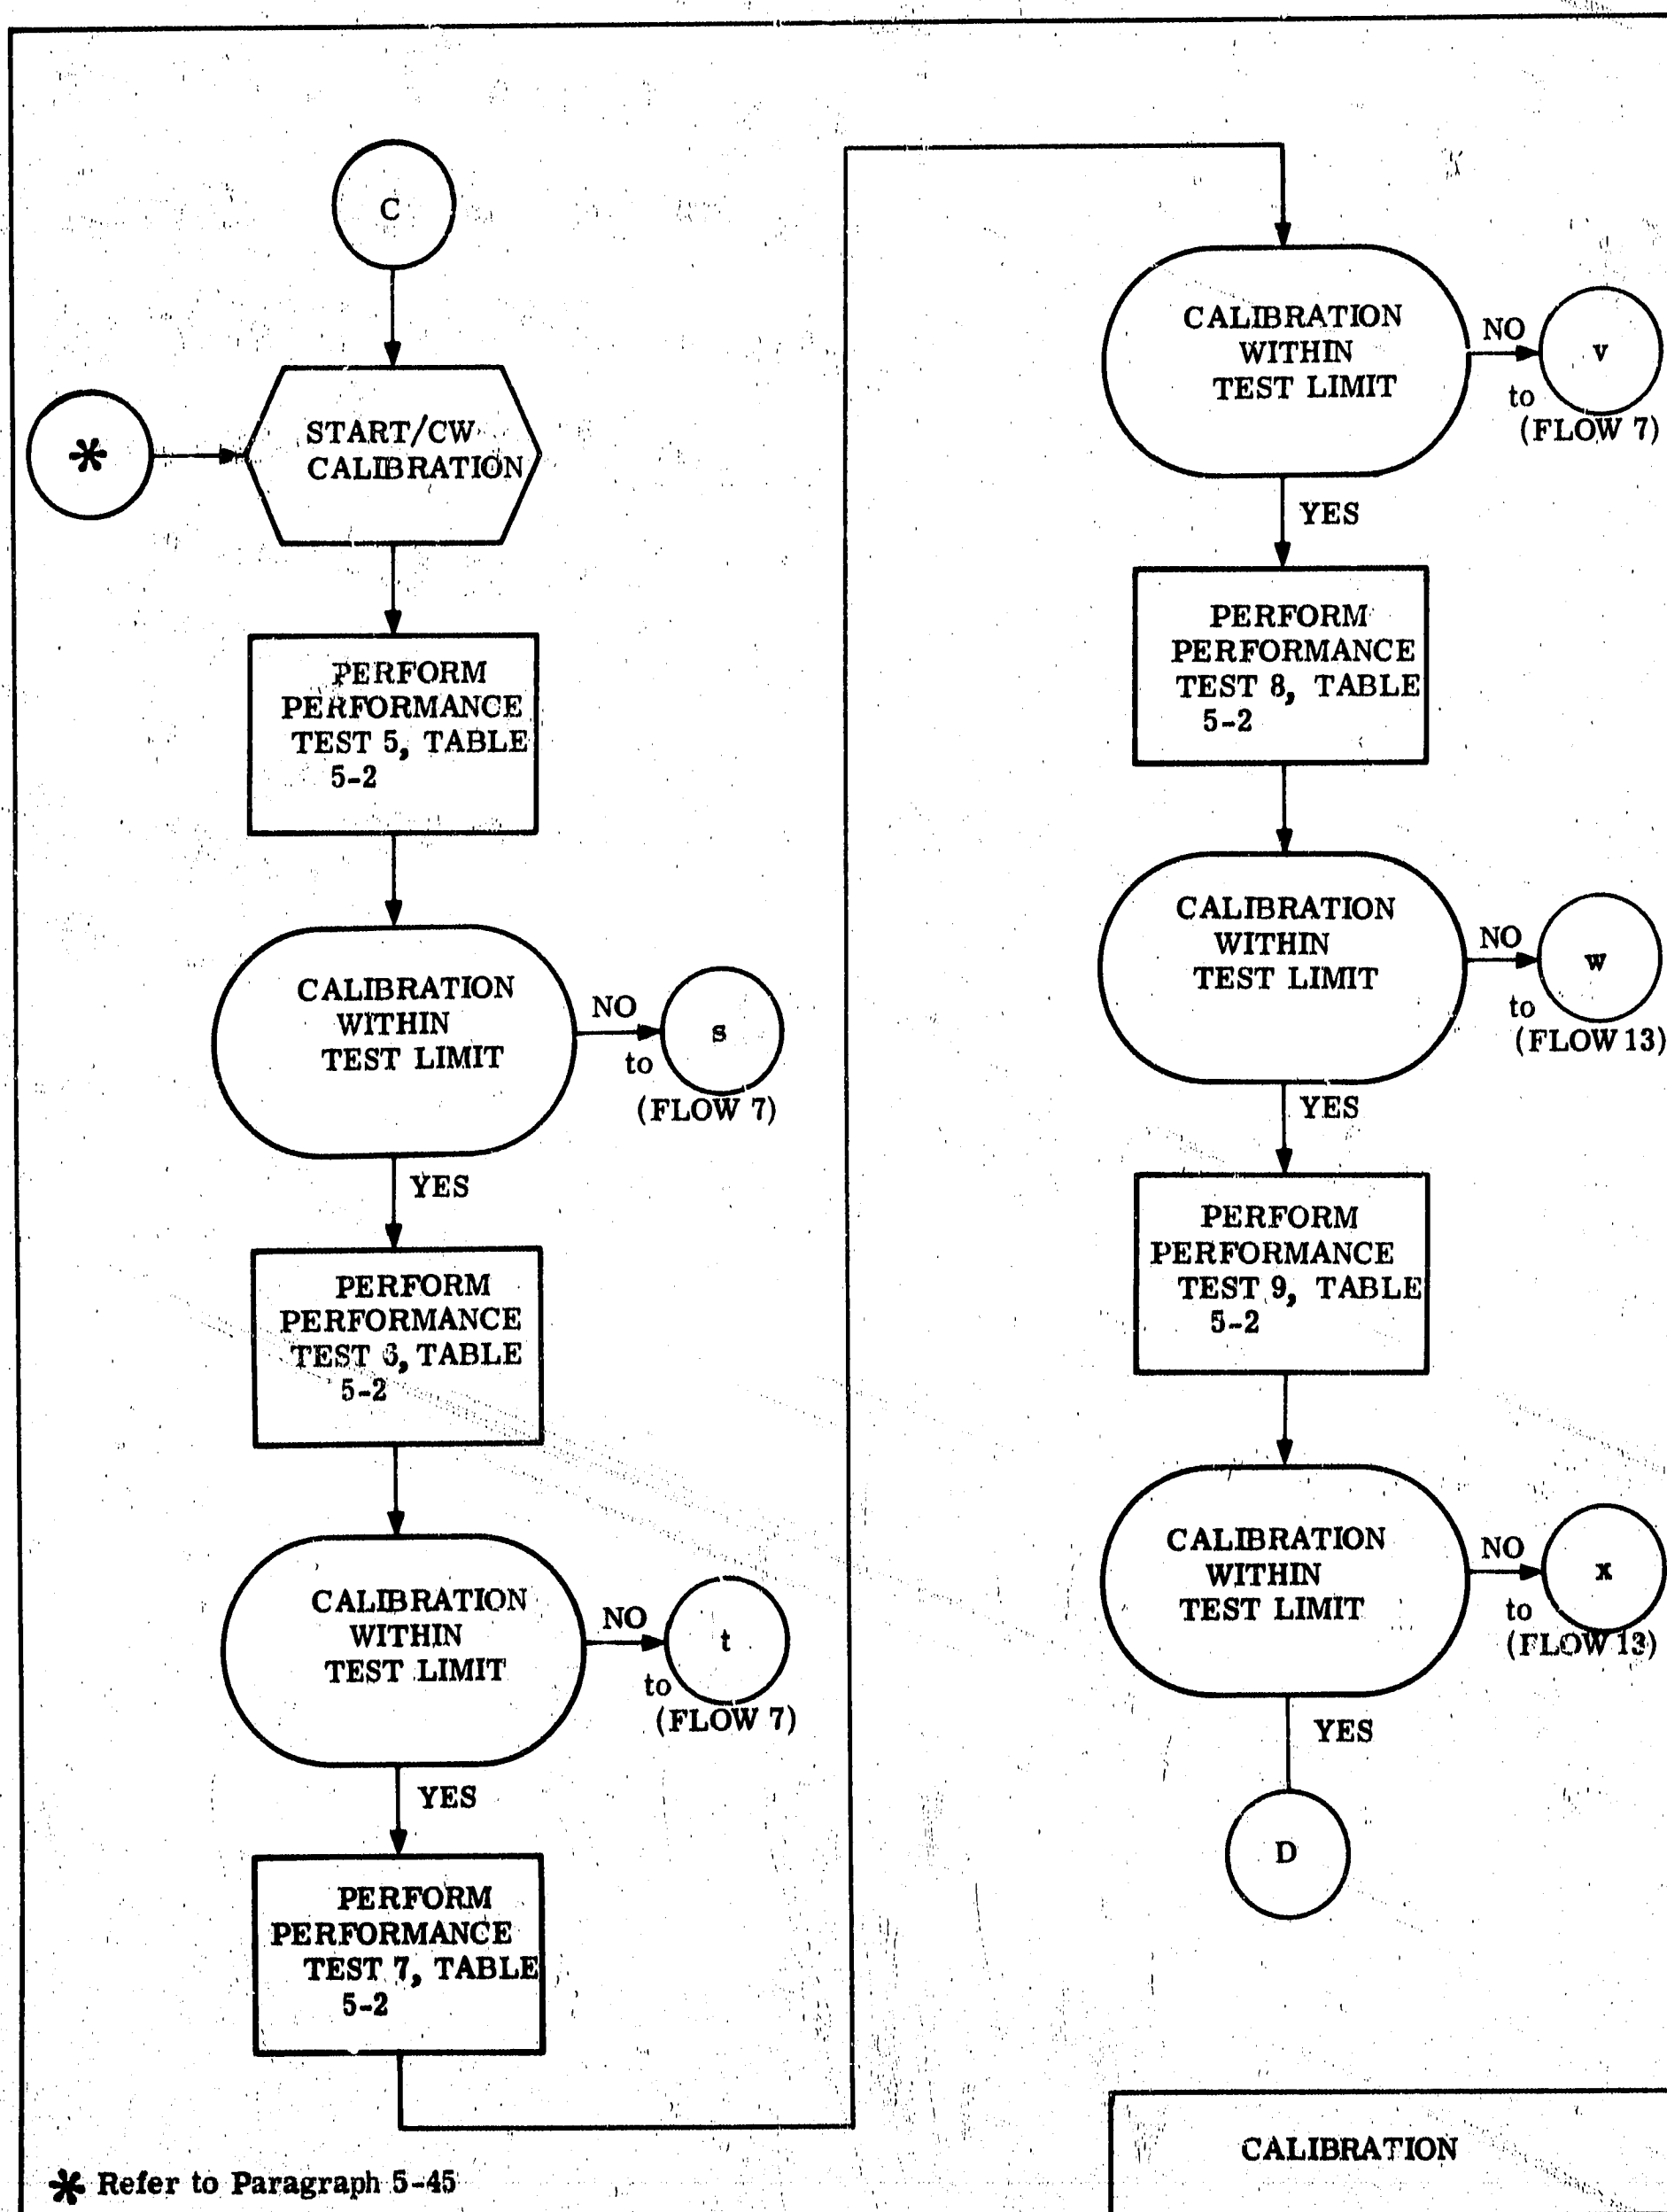 C
*
START/CW
CALIBRATION
PERFORM
PERFORMANCE
TEST 5, TABLE
5-2
CALIBRATION
WITHIN
TEST LIMIT
NO
s
to
(FLOW 7)
YES
PERFORM
PERFORMANCE
TEST 6, TABLE
5-2
CALIBRATION
WITHIN
TEST LIMIT
NO
t
to
(FLOW 7)
YES
PERFORM
PERFORMANCE
TEST 7, TABLE
5-2
CALIBRATION
WITHIN
TEST LIMIT
NO
v
to
(FLOW 7)
YES
PERFORM
PERFORMANCE
TEST 8, TABLE
5-2
CALIBRATION
WITHIN
TEST LIMIT
NO
w
to
(FLOW 13)
YES
PERFORM
PERFORMANCE
TEST 9, TABLE
5-2
CALIBRATION
WITHIN
TEST LIMIT
NO
x
to
(FLOW 13)
YES
D
* Refer to Paragraph 5-45
CALIBRATION